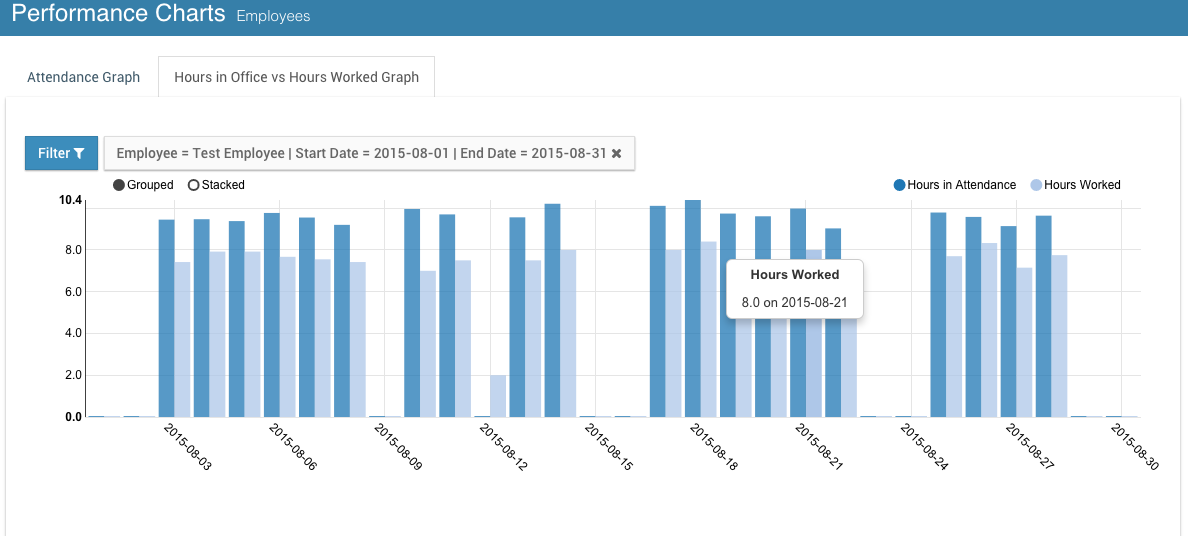 Performance Charts Employees
Attendance Graph
Hours in Office vs Hours Worked Graph
Filter
Employee = Test Employee | Start Date = 2015-08-01 | End Date = 2015-08-31 ✖
Grouped Stacked
Hours in Attendance Hours Worked
10.4
8.0
6.0
4.0
2.0
0.0
Hours Worked
8.0 on 2015-08-21
2015-08-03
2015-08-06
2015-08-09
2015-08-12
2015-08-15
2015-08-18
2015-08-21
2015-08-24
2015-08-27
2015-08-30